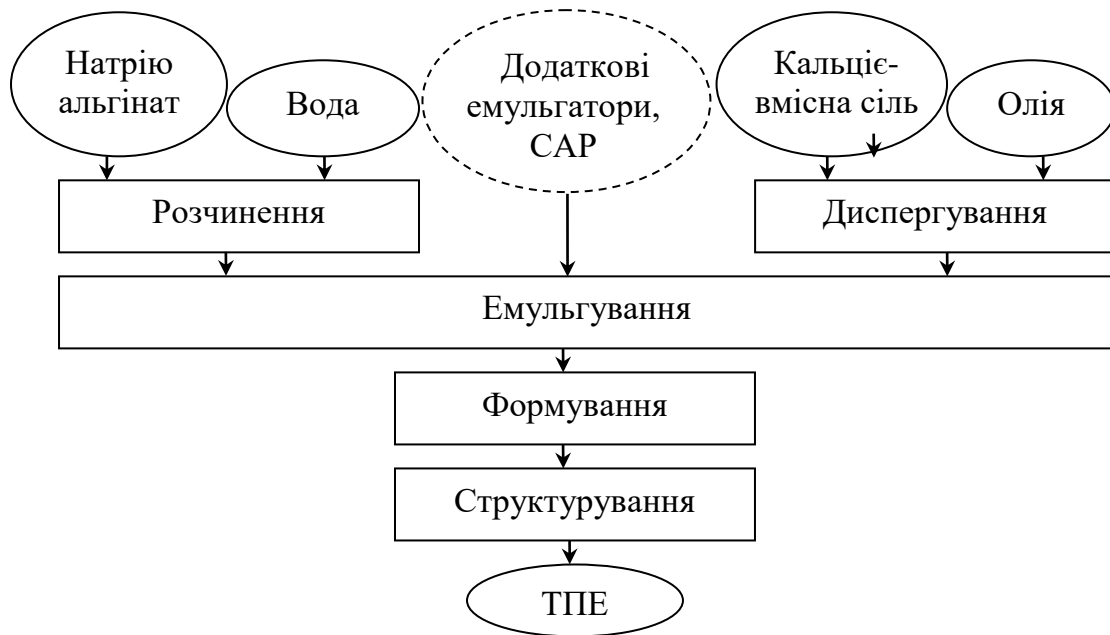 Натрію
альгінат
Вода
Додаткові
емульгатори,
САР
Кальціє-
вмісна сіль
Олія
Розчинення
Диспергування
Емульгування
Формування
Структурування
ТПЕ